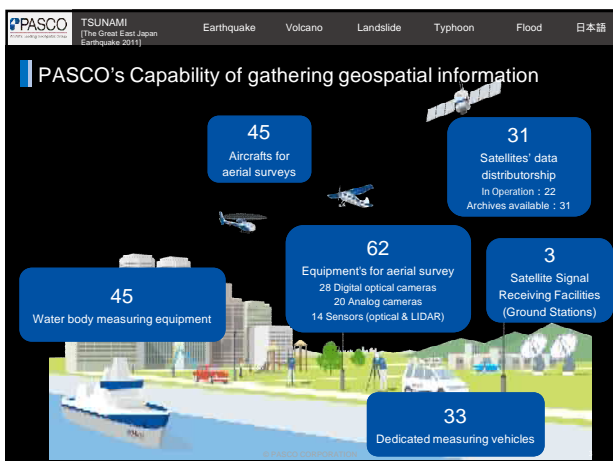 PASCO
World's Leading Geospatial Group
TSUNAMI
[The Great East Japan
Earthquake 2011]
Earthquake
Volcano
Landslide
Typhoon
Flood
日本語
PASCO's Capability of gathering geospatial information
45
Aircrafts for
aerial surveys
31
Satellites' data
distributorship
In Operation：22
Archives available：31
62
Equipment's for aerial survey
28 Digital optical cameras
20 Analog cameras
14 Sensors (optical & LIDAR)
3
Satellite Signal
Receiving Facilities
(Ground Stations)
45
Water body measuring equipment
33
Dedicated measuring vehicles
©PASCO CORPORATION